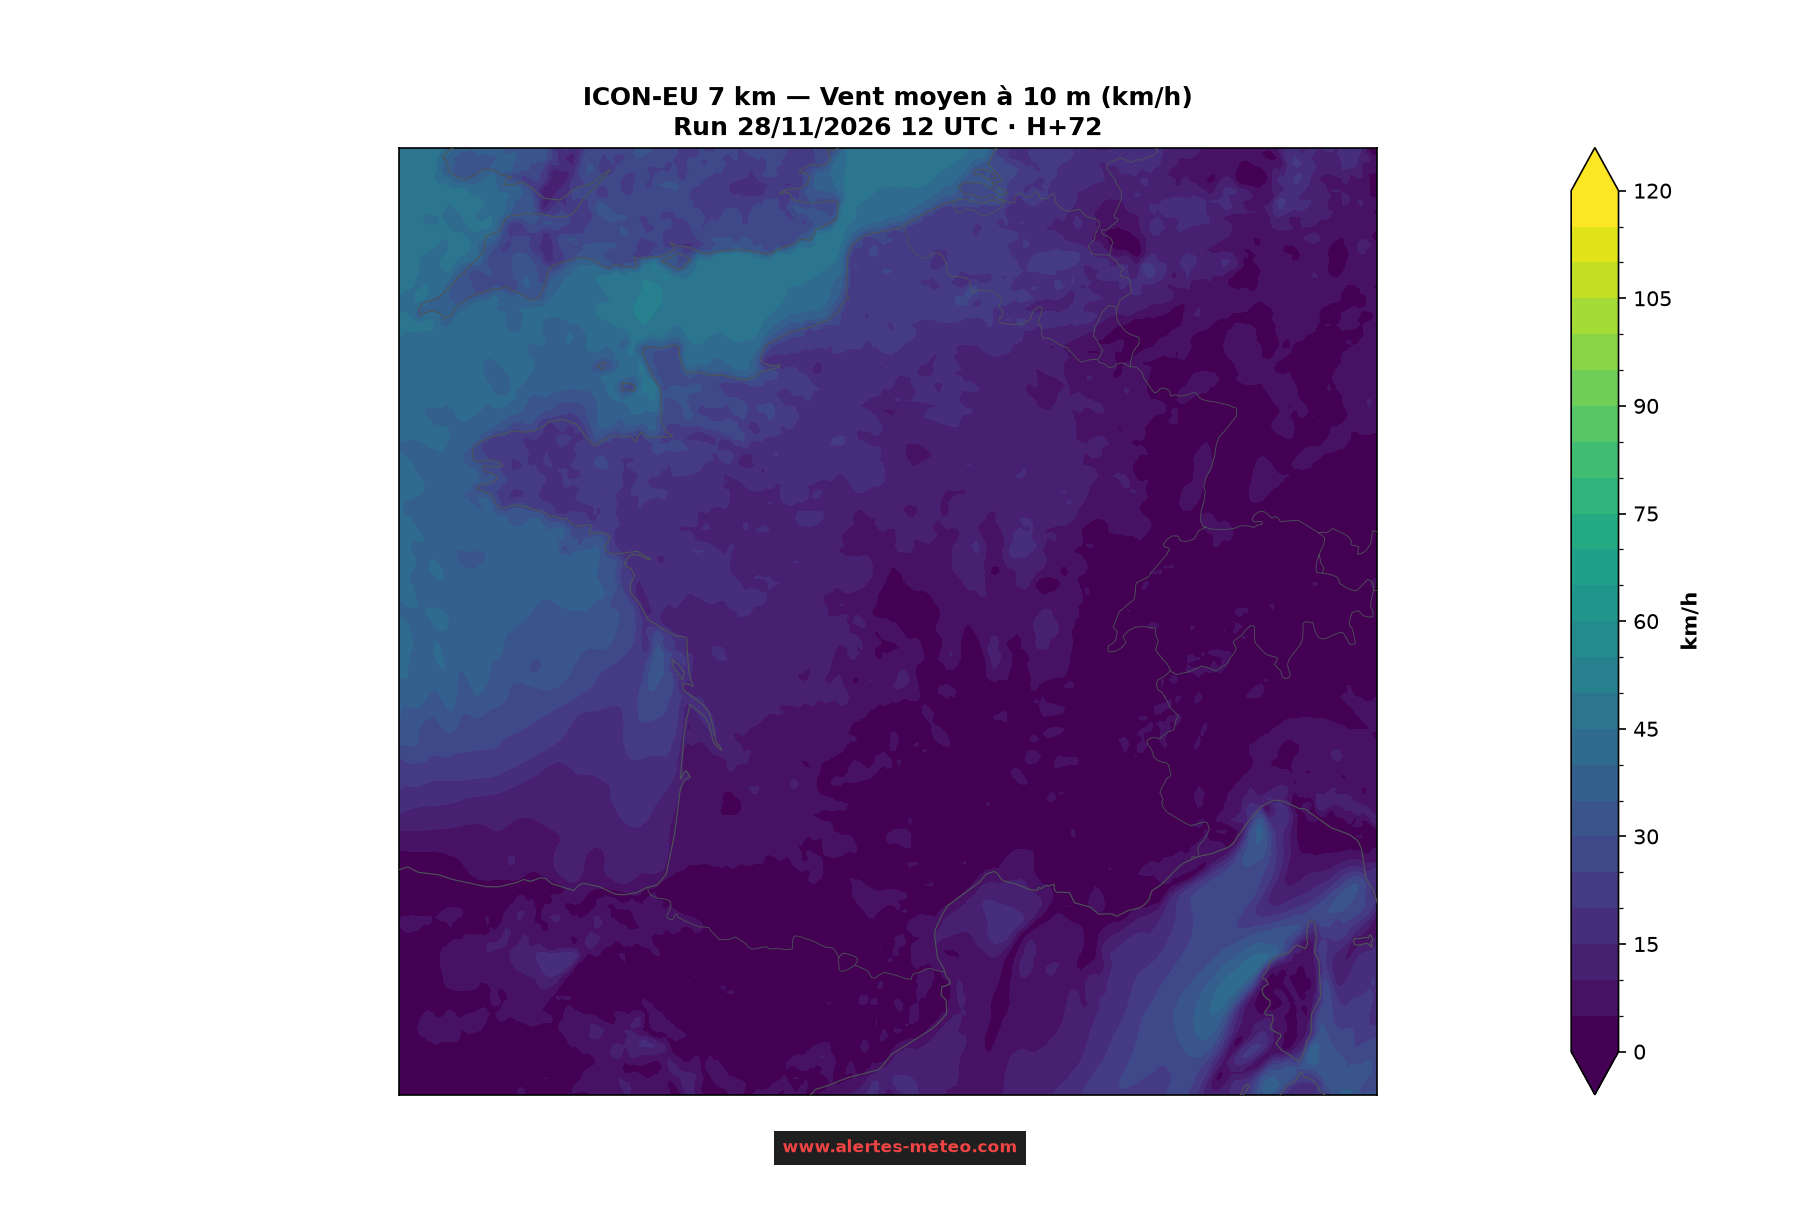 ICON-EU 7 km — Vent moyen à 10 m (km/h)
Run 28/11/2026 12 UTC · H+72
120
105
90
75
60
45
30
15
0
km/h
www.alertes-meteo.com